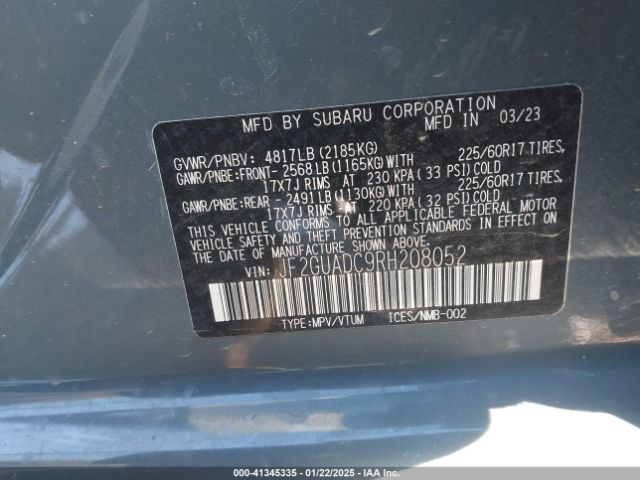 MFD BY SUBARU CORPORATION
MFD IN 03/23
GVWR/PNBV: 4817LB(2185KG)
GAWR/PNBE:FRONT-2568LB(1165KG)WITH 225/60R17 TIRES,
17X7J RIMS AT 230 KPA(33 PSI)COLD
GAWR/PNBE:REAR -2491LB(1130KG)WITH 225/60R17 TIRES,
17X7J RIMS 220 KPA(32 PSI)COLD
THIS VEHICLE CONFORMS TO ALL APPLICABLE FEDERAL MOTOR
VEHICLE SAFETY AND THEFT PREVENTION STANDARDS IN EFFECT ON
THE DATE OF MANUFACTURE SHOWN ABOVE.
VIN: JF2GUADC9RH208052
TYPE:MPV/VTUM ICES/NMB-002
00-41345335 - 01/22/2025 - IAA Inc.